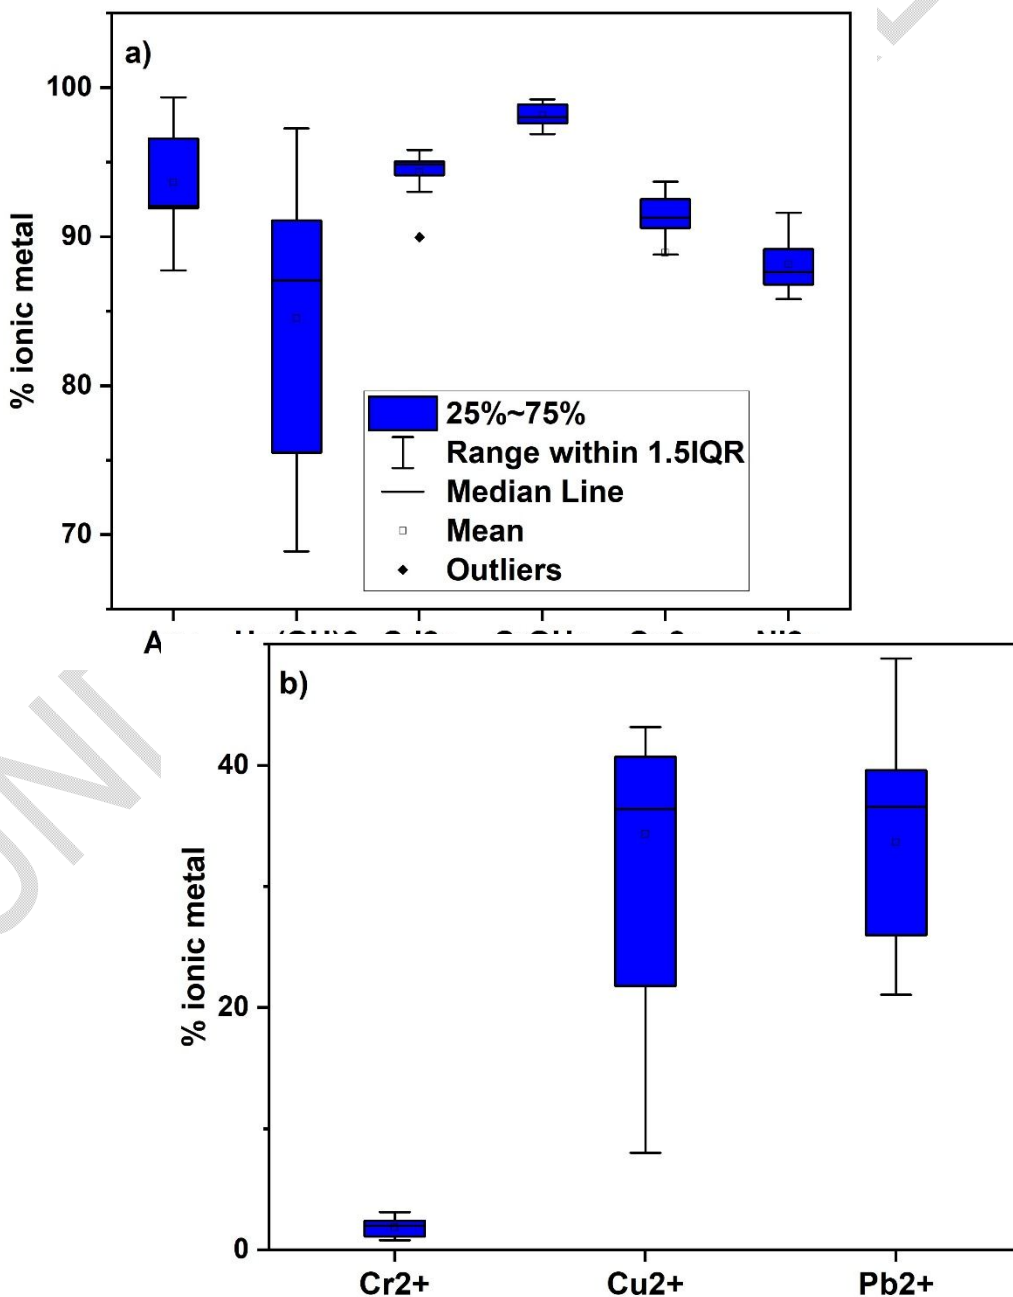 a)
100
90
80
70
% ionic metal
25%~75%
Range within 1.5IQR
Median Line
Mean
Outliers
A
b)
40
20
0
% ionic metal
Cr2+ Cu2+ Pb2+